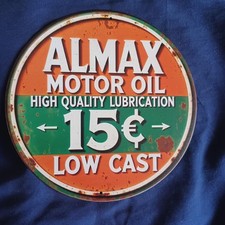 ALMAX
MOTOR OIL
HIGH QUALITY LUBRICATION
← 15¢ →
LOW CAST